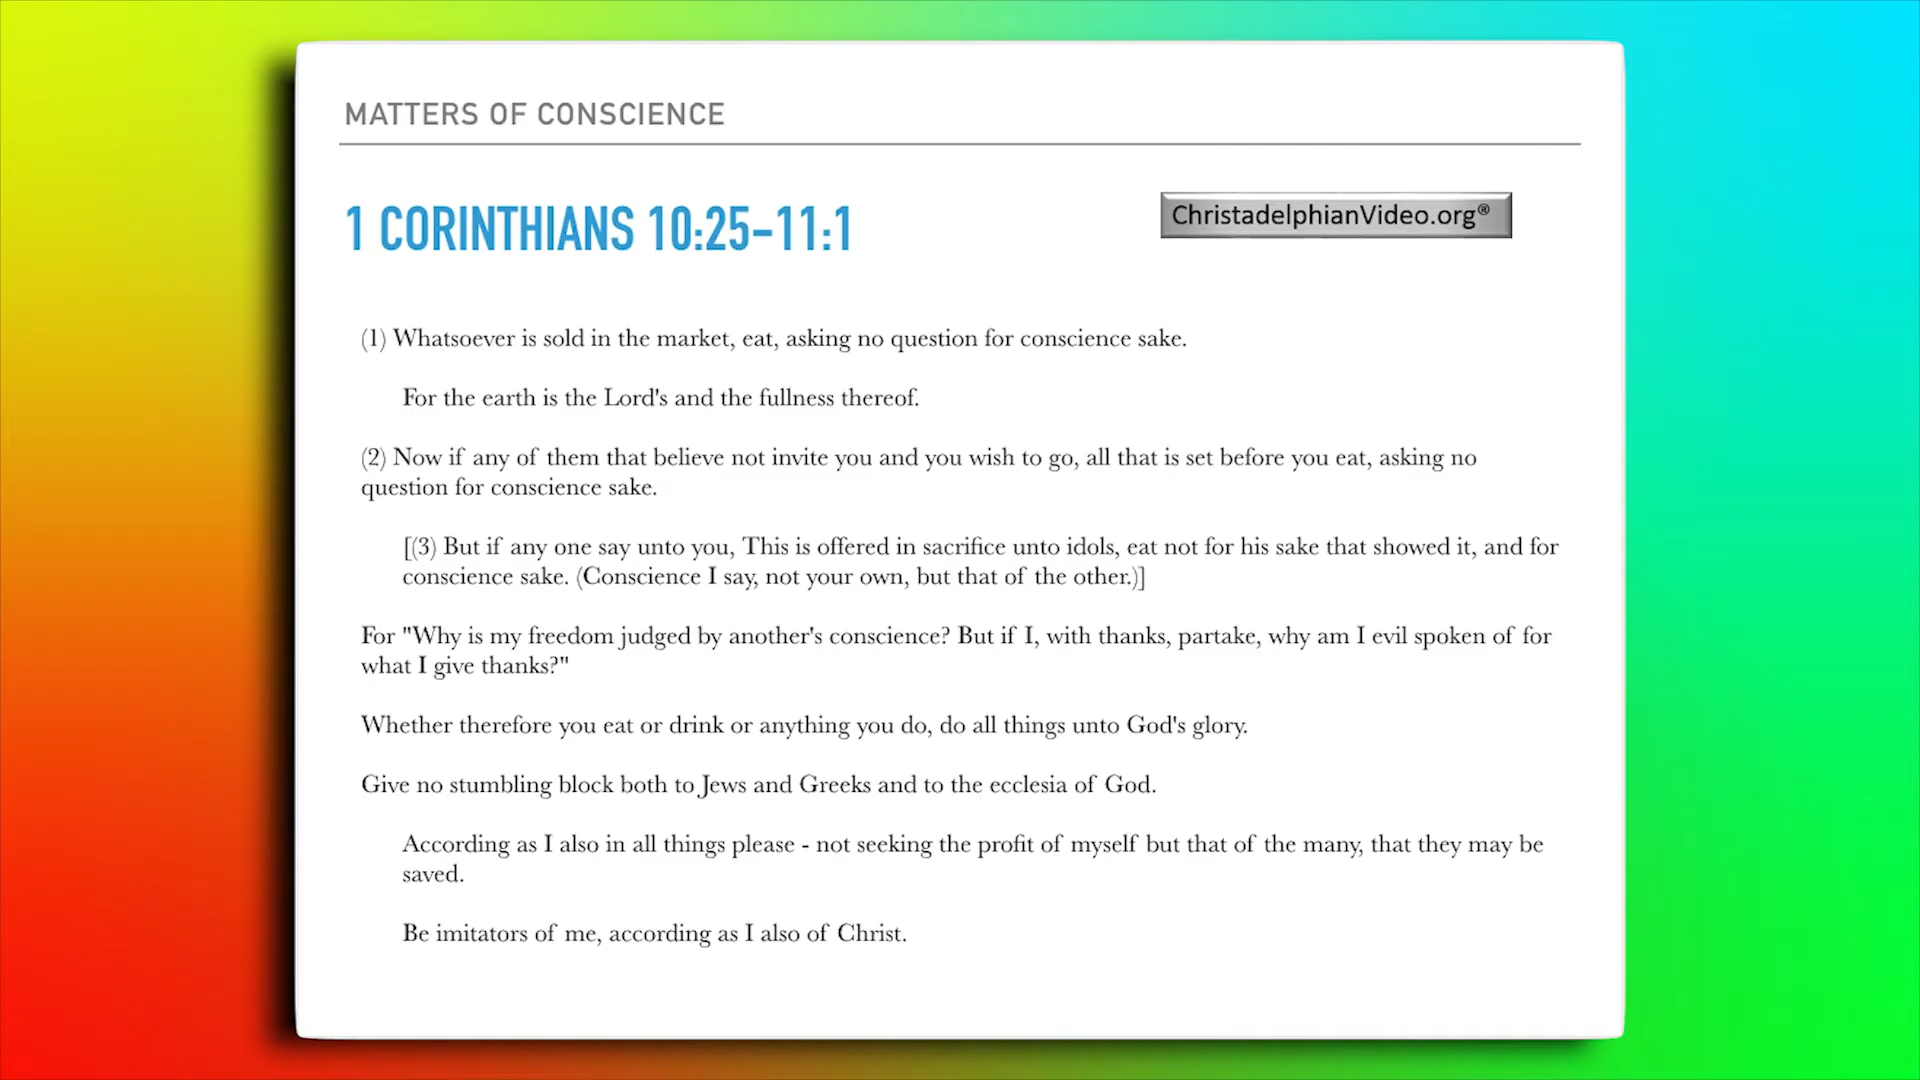 MATTERS OF CONSCIENCE
1 CORINTHIANS 10:25-11:1
ChristadelphianVideo.org®
(1) Whatsoever is sold in the market, eat, asking no question for conscience sake.
For the earth is the Lord's and the fullness thereof.
(2) Now if any of them that believe not invite you and you wish to go, all that is set before you eat, asking no
question for conscience sake.
[(3) But if any one say unto you, This is offered in sacrifice unto idols, eat not for his sake that showed it, and for
conscience sake. (Conscience I say, not your own, but that of the other.)]
For "Why is my freedom judged by another's conscience? But if I, with thanks, partake, why am I evil spoken of for
what I give thanks?"
Whether therefore you eat or drink or anything you do, do all things unto God's glory.
Give no stumbling block both to Jews and Greeks and to the ecclesia of God.
According as I also in all things please - not seeking the profit of myself but that of the many, that they may be
saved.
Be imitators of me, according as I also of Christ.